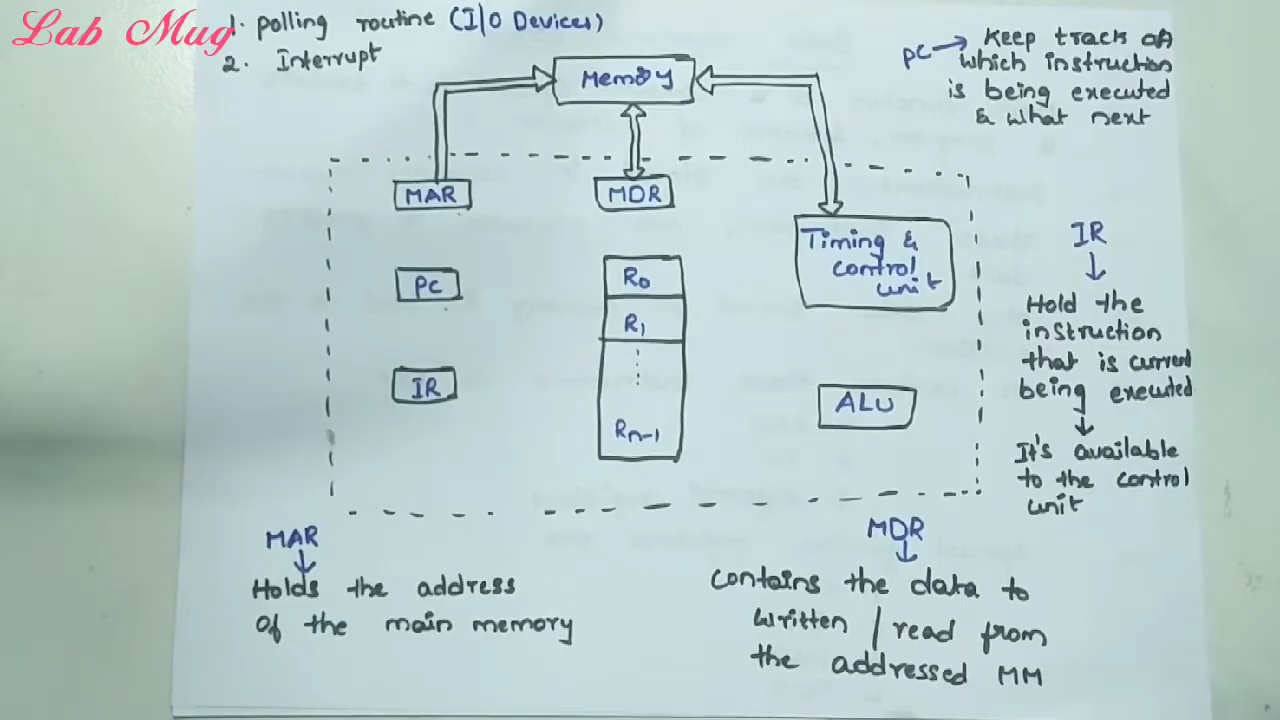 Lab Mug
1. Polling routine (I/O Devices)
2. Interrupt
PC → Keep track of
which instruction
is being executed
& what next
Memory
MAR
MDR
Timing &
control
unit
PC
R0
R1
IR
ALU
Rn-1
IR
Hold the
instruction
that is current
being executed
It's available
to the control
unit
MAR
Holds the address
of the main memory
MDR
Contains the data to
written / read from
the addressed MM